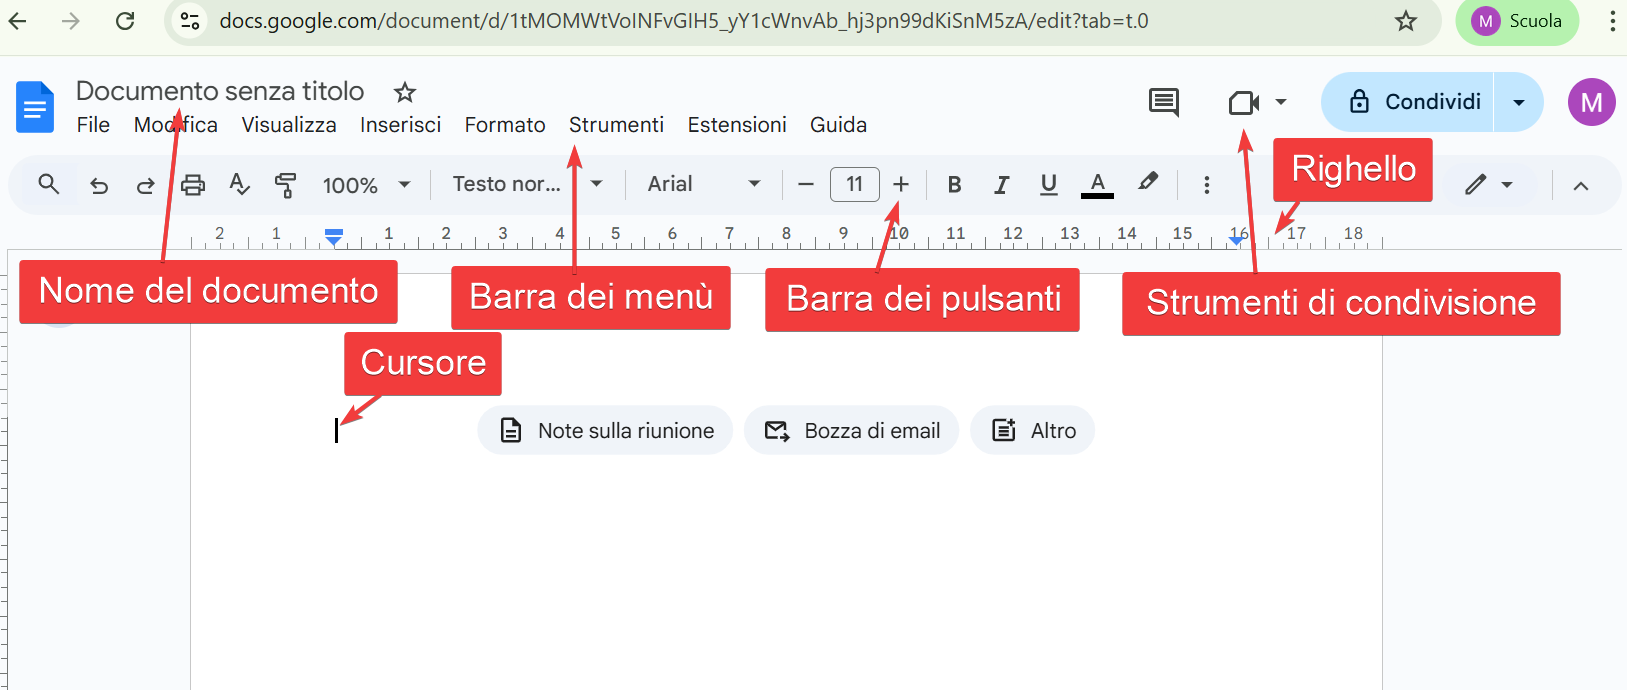 docs.google.com/document/d/1tMOMWtVoINFvGIH5_yY1cWnvAb_hj3pn99dKiSnM5zA/edit?tab=t.0
M Scuola
Documento senza titolo
File Modifica Visualizza Inserisci Formato Strumenti Estensioni Guida
Condividi
M
Righello
100% Testo nor... Arial 11 B I U A
2 1 1 2 3 4 5 6 7 8 9 10 11 12 13 14 15 16 17 18
Nome del documento
Barra dei menù
Barra dei pulsanti
Strumenti di condivisione
Cursore
Note sulla riunione
Bozza di email
Altro